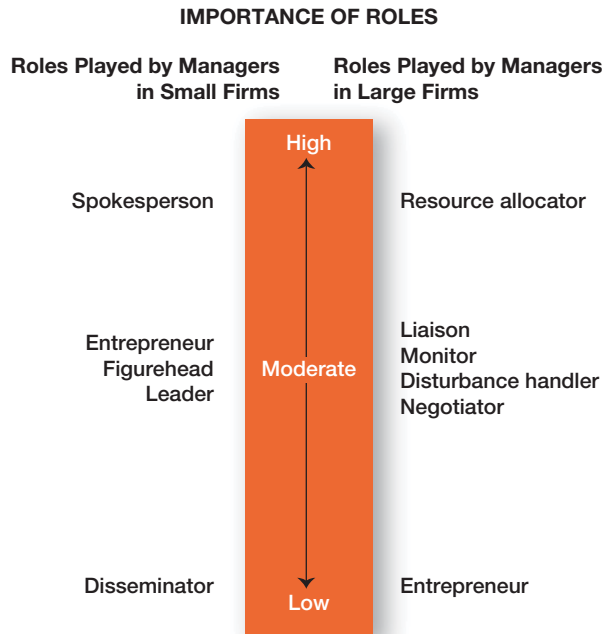 IMPORTANCE OF ROLES
Roles Played by Managers
in Small Firms
Roles Played by Managers
in Large Firms
High
Spokesperson
Resource allocator
Entrepreneur
Figurehead
Leader
Moderate
Liaison
Monitor
Disturbance handler
Negotiator
Disseminator
Entrepreneur
Low